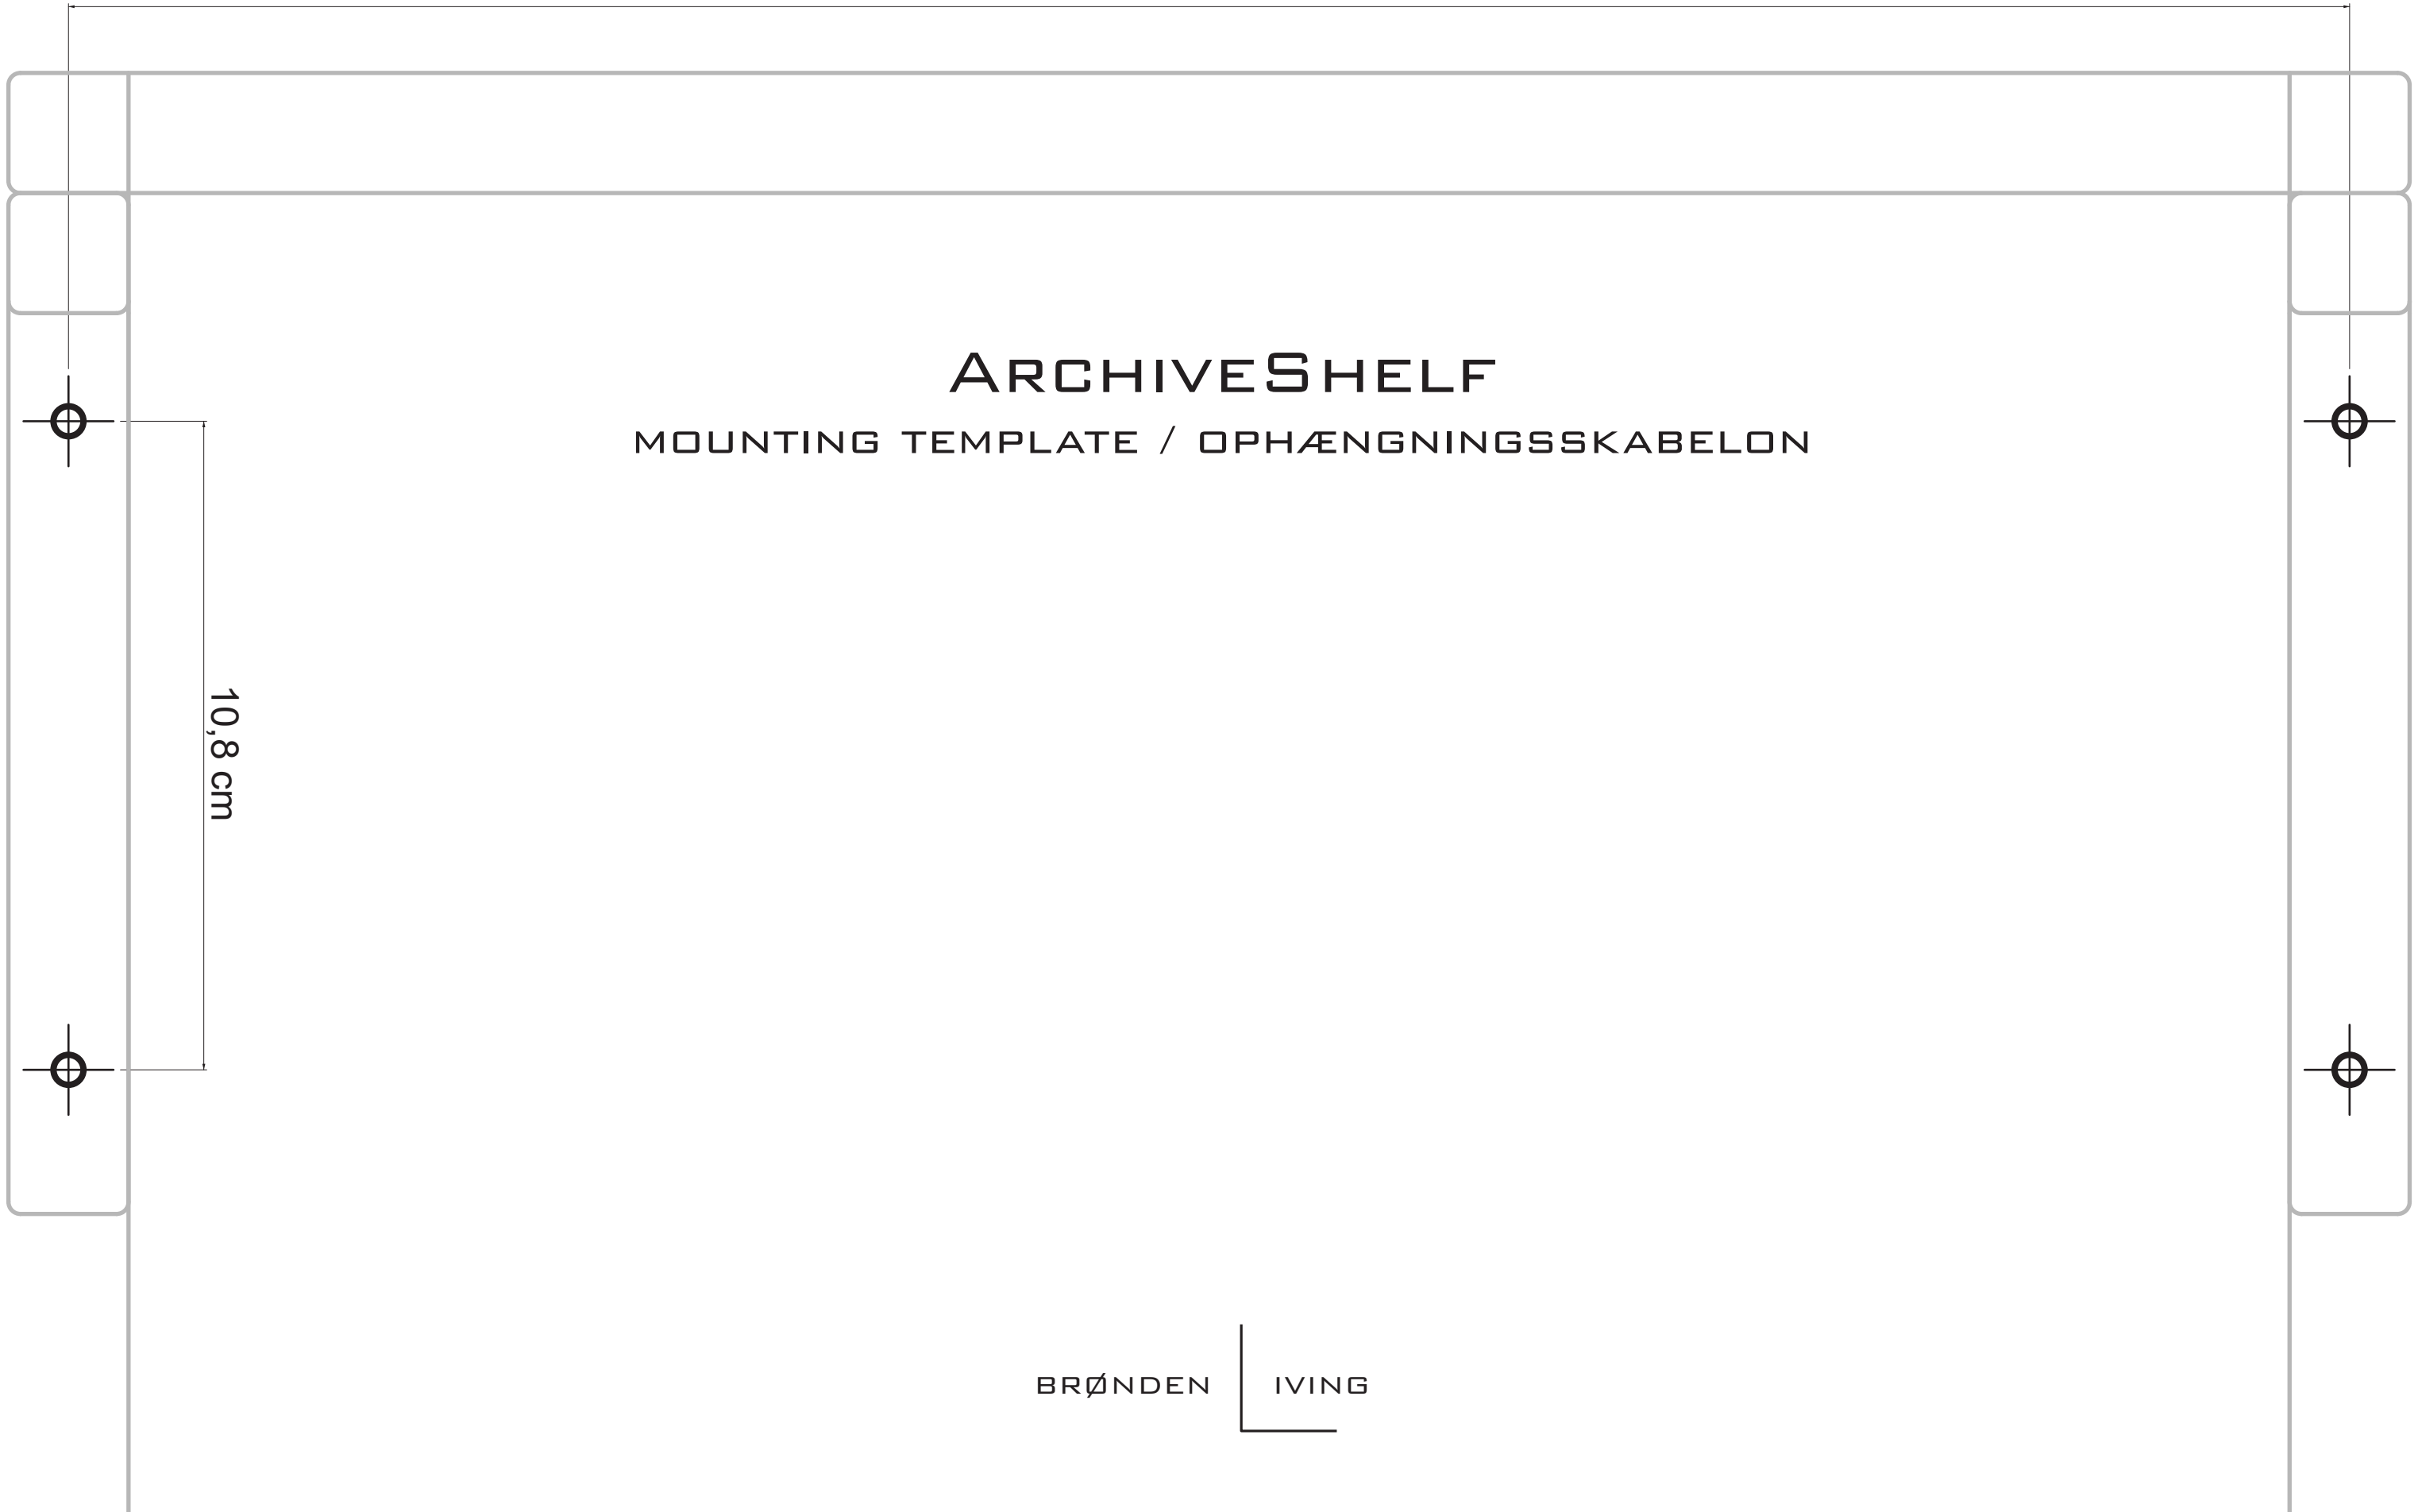 ArchiveShelf
mounting template / ophængningsskabelon
10,8 cm
BRØNDEN LIVING